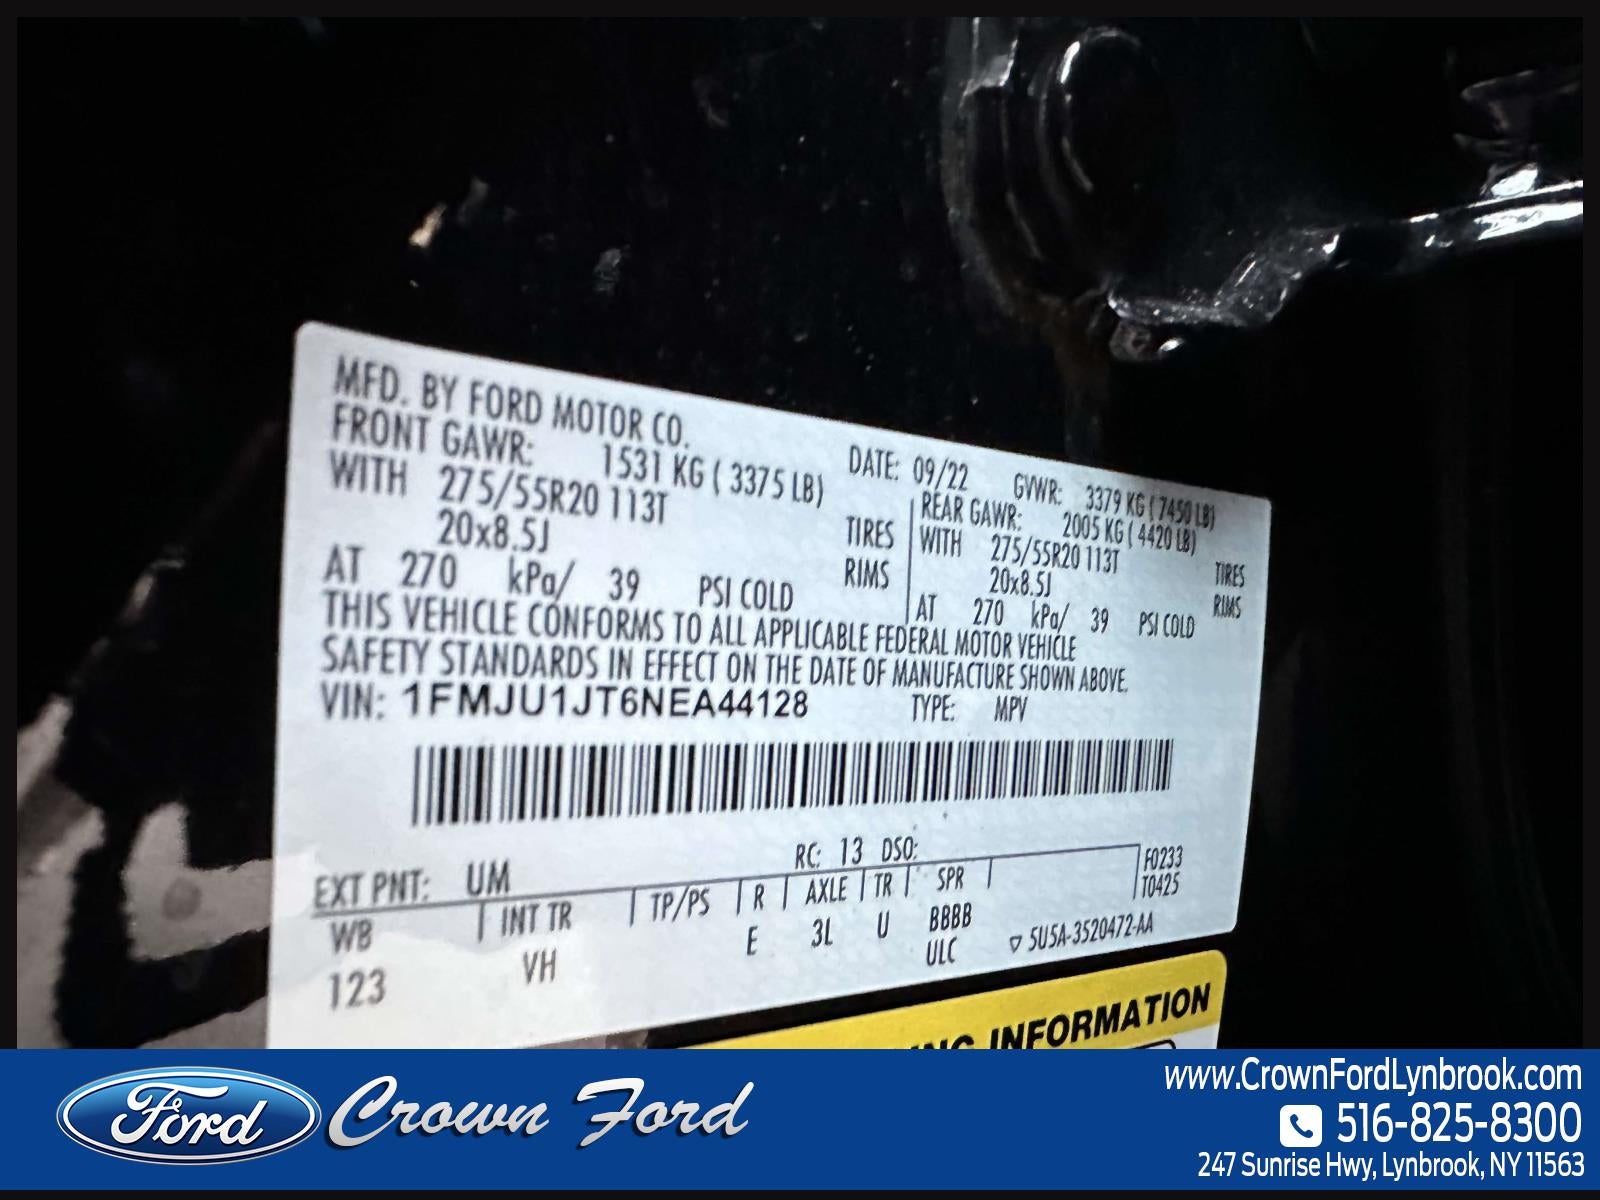 MFD. BY FORD MOTOR CO.
DATE: 09/22 GVWR: 3379 KG ( 7450 LB)
FRONT GAWR: 1531 KG ( 3375 LB) REAR GAWR: 2005 KG ( 4420 LB)
WITH 275/55R20 113T TIRES WITH 275/55R20 113T TIRES
20x8.5J RIMS 20x8.5J RIMS
AT 270 kPa/ 39 PSI COLD AT 270 kPa/ 39 PSI COLD
THIS VEHICLE CONFORMS TO ALL APPLICABLE FEDERAL MOTOR VEHICLE
SAFETY STANDARDS IN EFFECT ON THE DATE OF MANUFACTURE SHOWN ABOVE.
VIN: 1FMJU1JT6NEA44128 TYPE: MPV
EXT PNT: UM RC: 13 DSO: F0233
WB INT TR TP/PS R AXLE TR SPR T0425
123 VH E 3L U BBBB
ULC ▽ 5U5A-3520472-AA
INFORMATION
Ford Crown Ford
www.CrownFordLynbrook.com
516-825-8300
247 Sunrise Hwy, Lynbrook, NY 11563